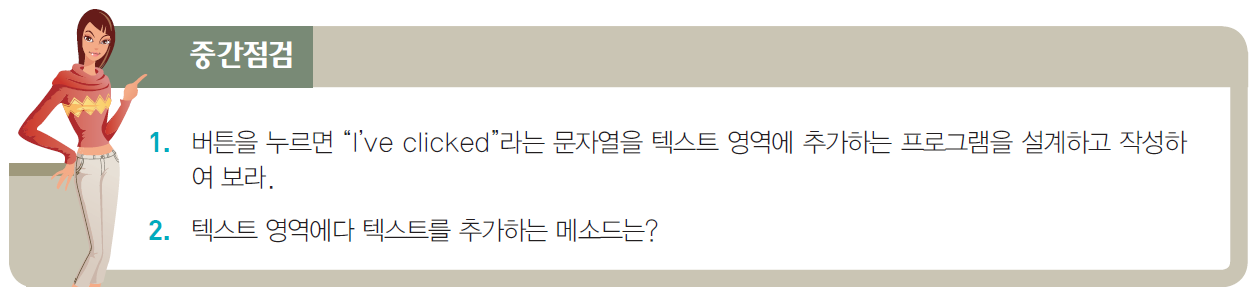 중간점검
1. 버튼을 누르면 “I’ve clicked”라는 문자열을 텍스트 영역에 추가하는 프로그램을 설계하고 작성하
여 보라.
2. 텍스트 영역에다 텍스트를 추가하는 메소드는?